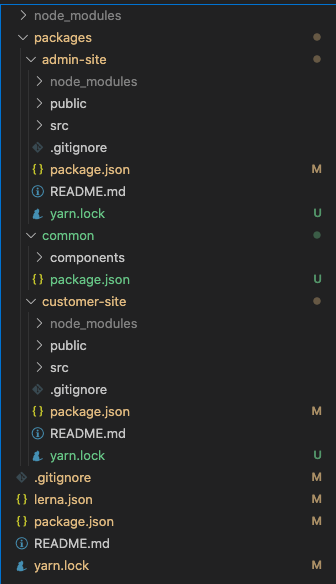 node_modules
packages
admin-site
node_modules
public
src
.gitignore
package.json M
README.md
yarn.lock U
common
components
package.json U
customer-site
node_modules
public
src
.gitignore
package.json M
README.md
yarn.lock U
.gitignore M
lerna.json M
package.json M
README.md
yarn.lock M